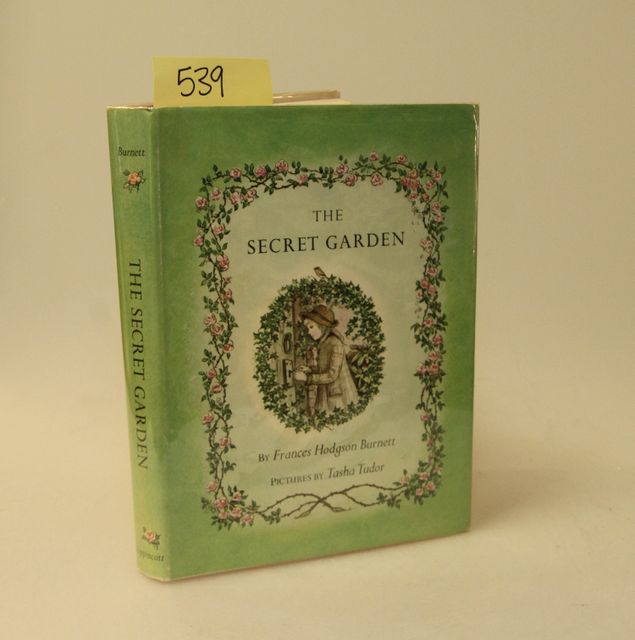 539
Burnett
THE SECRET GARDEN
THE
SECRET GARDEN
BY Frances Hodgson Burnett
PICTURES BY Tasha Tudor